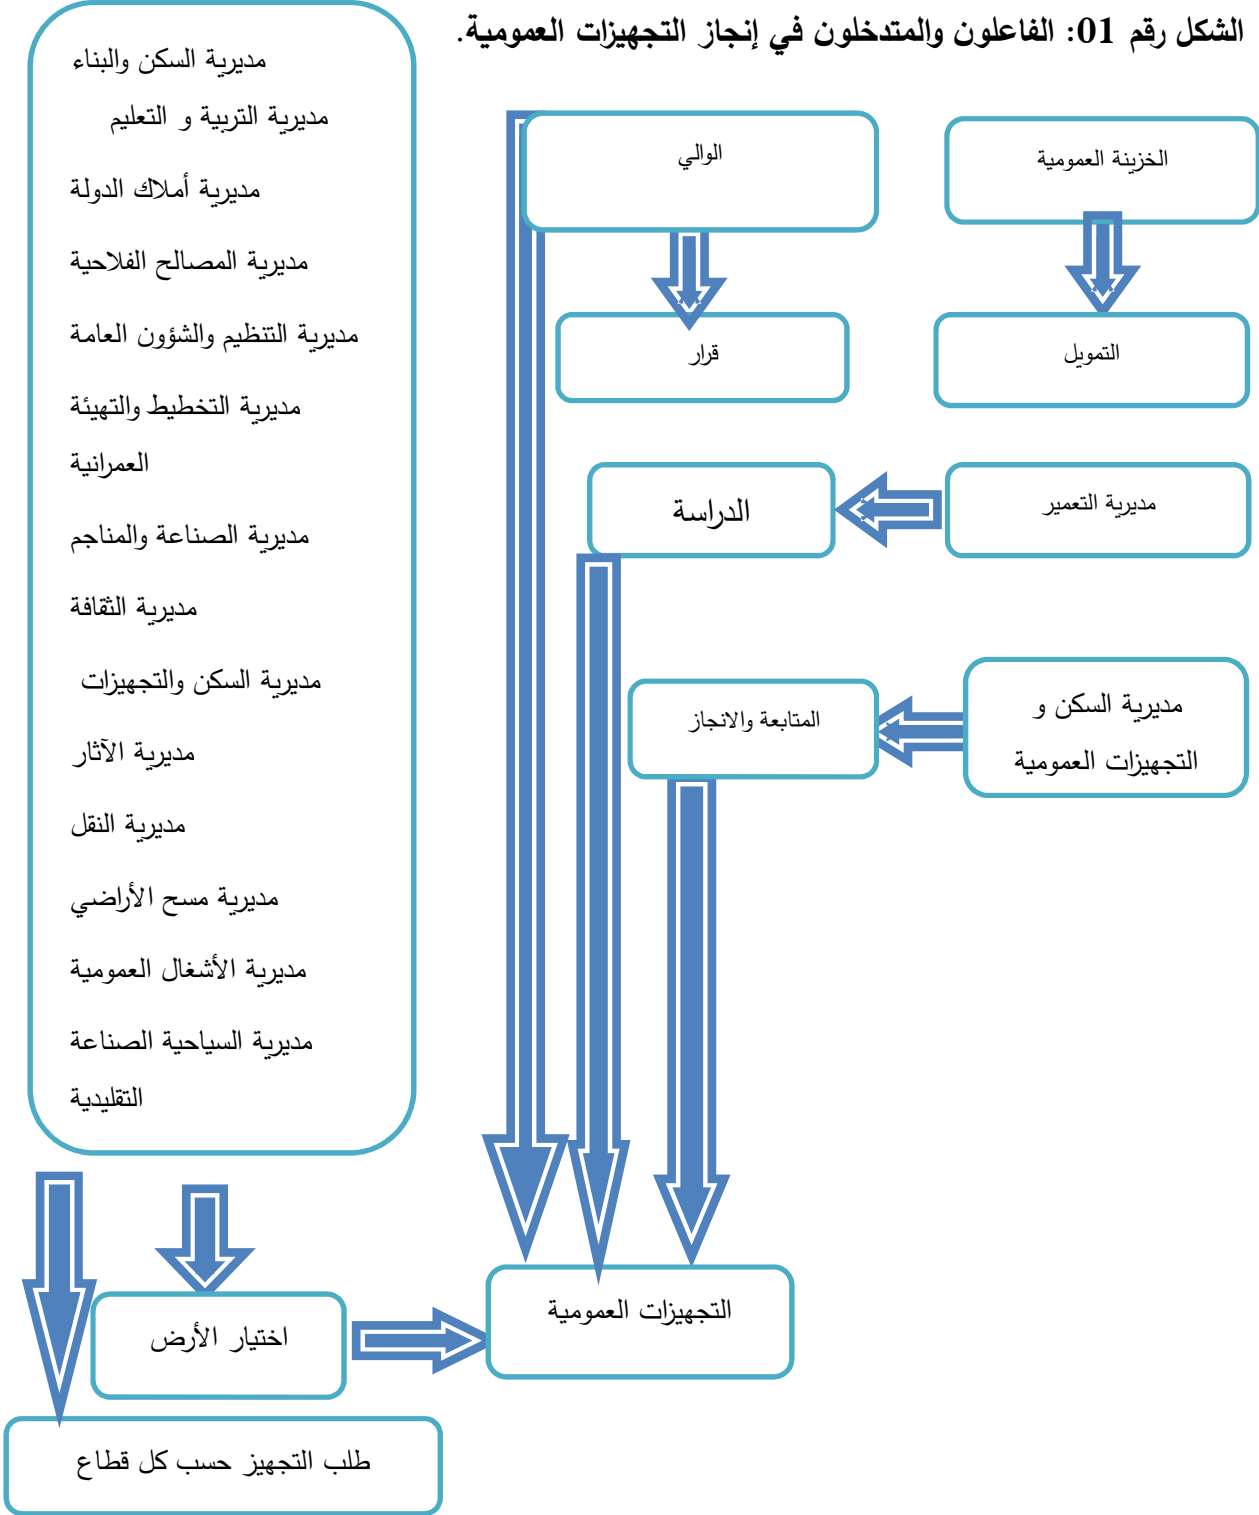 الشكل رقم 01: الفاعلون والمتدخلون في إنجاز التجهيزات العمومية.
الخزينة العمومية
الوالي
التمويل
قرار
مديرية التعمير
الدراسة
مديرية السكن و
التجهيزات العمومية
المتابعة والانجاز
مديرية السكن والبناء
مديرية التربية و التعليم
مديرية أملاك الدولة
مديرية المصالح الفلاحية
مديرية التنظيم والشؤون العامة
مديرية التخطيط والتهيئة
العمرانية
مديرية الصناعة والمناجم
مديرية الثقافة
مديرية السكن والتجهيزات
مديرية الآثار
مديرية النقل
مديرية مسح الأراضي
مديرية الأشغال العمومية
مديرية السياحية الصناعة
التقليدية
التجهيزات العمومية
اختيار الأرض
طلب التجهيز حسب كل قطاع